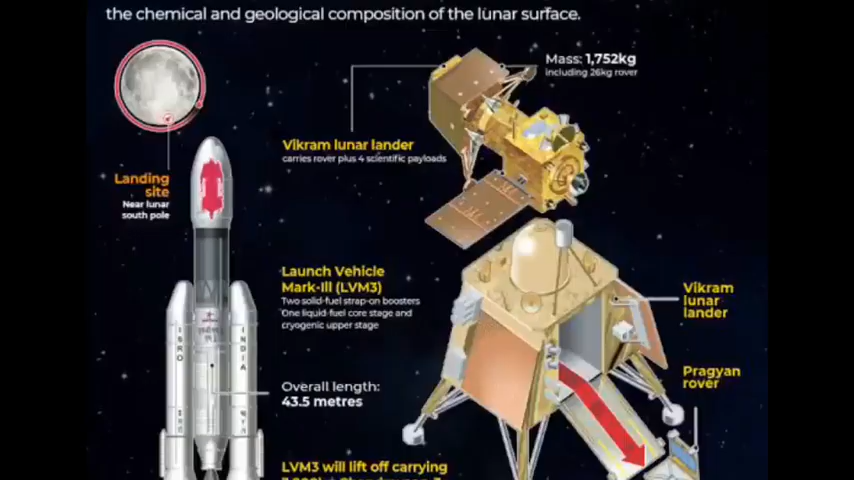 the chemical and geological composition of the lunar surface.
Mass: 1,752kg
including 26kg rover
Vikram lunar lander
carries rover plus 4 scientific payloads
Landing
site
Near lunar
south pole
Launch Vehicle
Mark-III (LVM3)
Two solid-fuel strap-on boosters
One liquid-fuel core stage and
cryogenic upper stage
Vikram
lunar
lander
Pragyan
rover
ISRO
INDIA
Overall length:
43.5 metres
LVM3 will lift off carrying